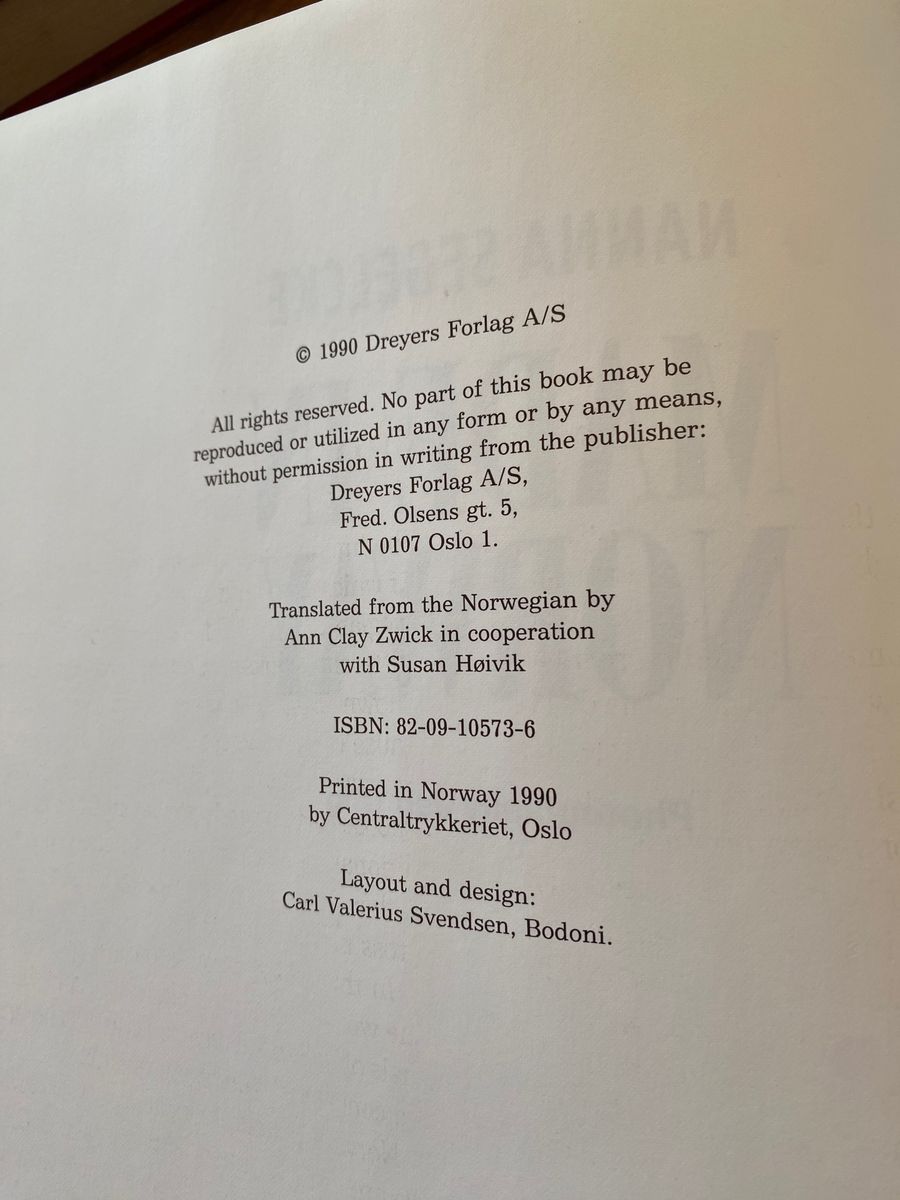 © 1990 Dreyers Forlag A/S
All rights reserved. No part of this book may be
reproduced or utilized in any form or by any means,
without permission in writing from the publisher:
Dreyers Forlag A/S,
Fred. Olsens gt. 5,
N 0107 Oslo 1.
Translated from the Norwegian by
Ann Clay Zwick in cooperation
with Susan Høivik
ISBN: 82-09-10573-6
Printed in Norway 1990
by Centraltrykkeriet, Oslo
Layout and design:
Carl Valerius Svendsen, Bodoni.